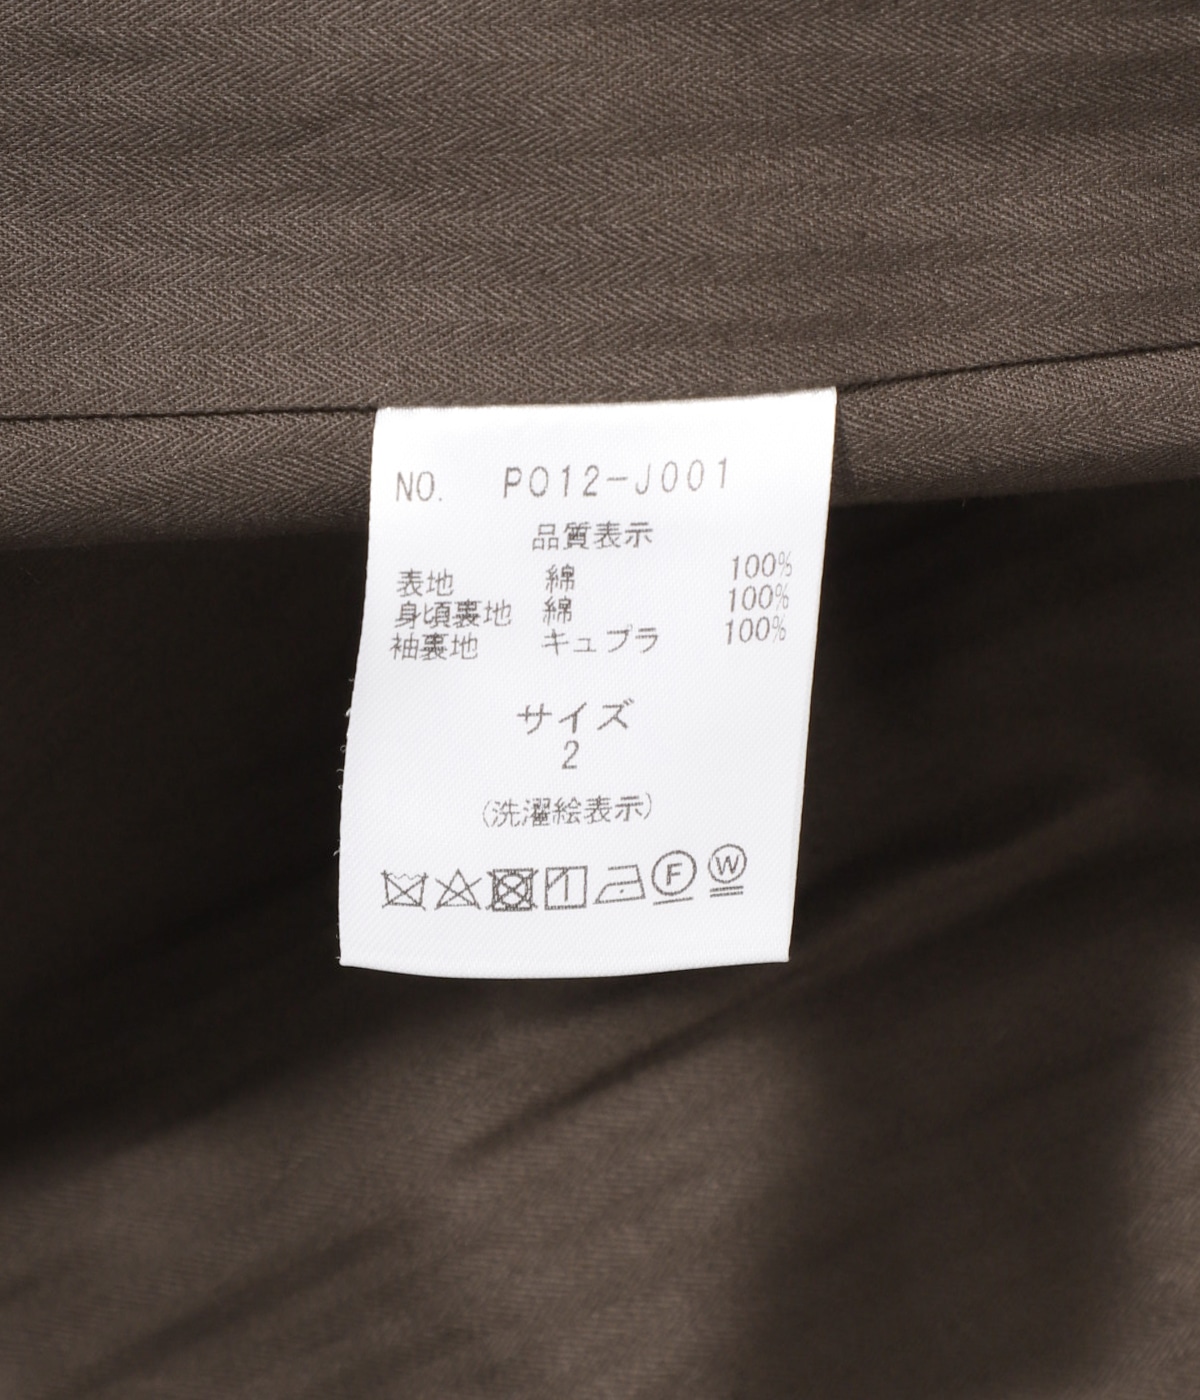 NO. PO12-J001
品質表示
表地 綿 100%
身頃裏地 綿 100%
袖裏地 キュプラ 100%
サイズ
2
(洗濯絵表示)
F W